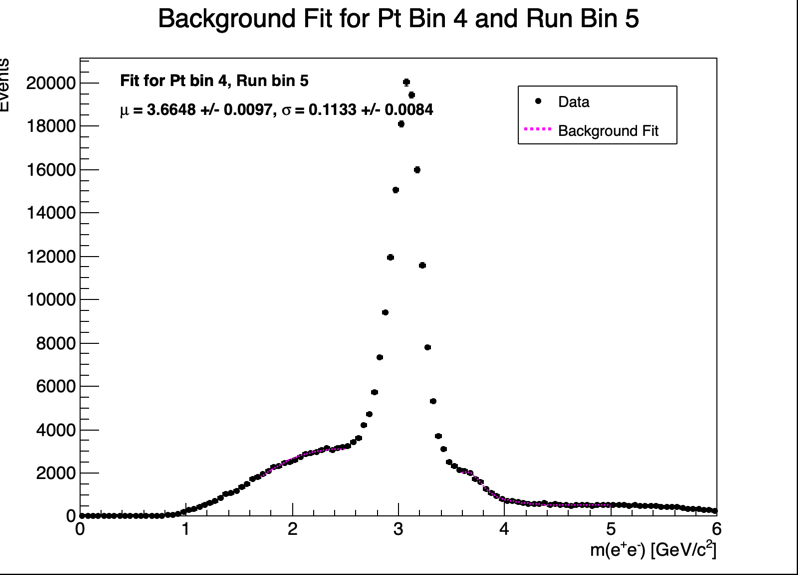 Background Fit for Pt Bin 4 and Run Bin 5
Events
Fit for Pt bin 4, Run bin 5
μ = 3.6648 +/- 0.0097, σ = 0.1133 +/- 0.0084
Data
Background Fit
20000
18000
16000
14000
12000
10000
8000
6000
4000
2000
0
0 1 2 3 4 5 6
m(e⁺e⁻) [GeV/c²]